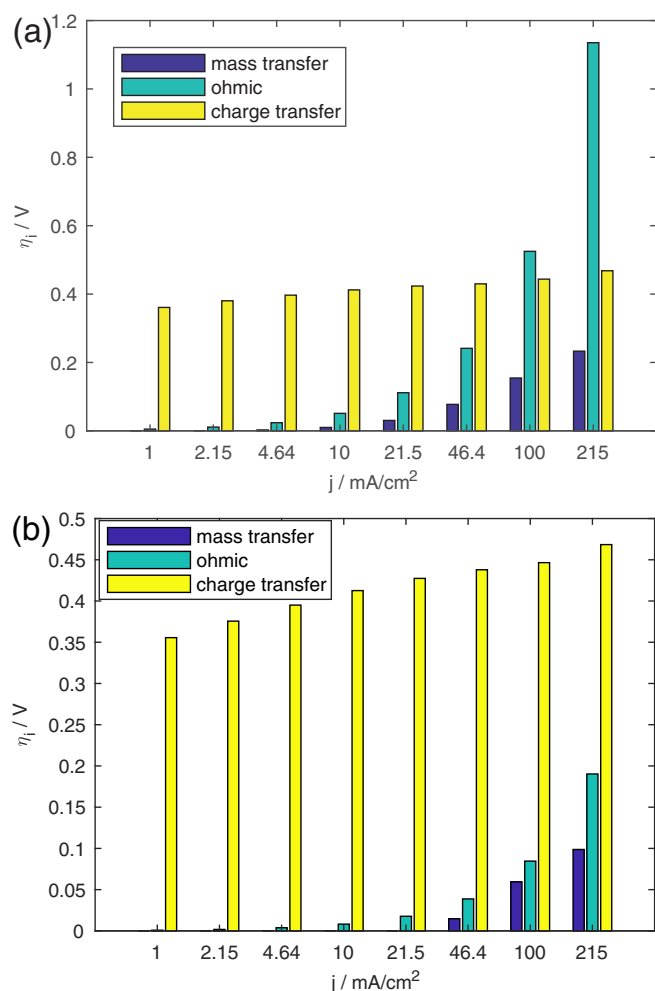 (a)
1.2
1
0.8
0.6
0.4
0.2
0
η_i / V
mass transfer
ohmic
charge transfer
1 2.15 4.64 10 21.5 46.4 100 215
j / mA/cm²
(b)
0.5
0.45
0.4
0.35
0.3
0.25
0.2
0.15
0.1
0.05
0
η_i / V
mass transfer
ohmic
charge transfer
1 2.15 4.64 10 21.5 46.4 100 215
j / mA/cm²